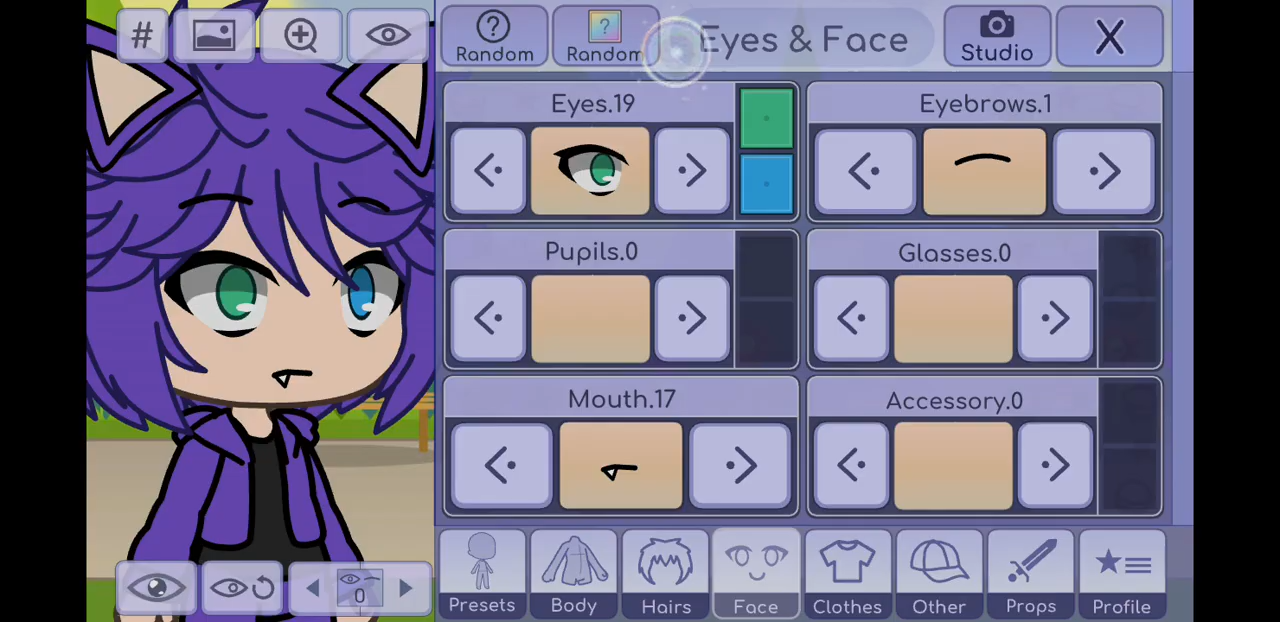 #
? ?
Random Random Eyes & Face Studio X
Eyes.19 Eyebrows.1
Pupils.0 Glasses.0
Mouth.17 Accessory.0
0
Presets Body Hairs Face Clothes Other Props Profile